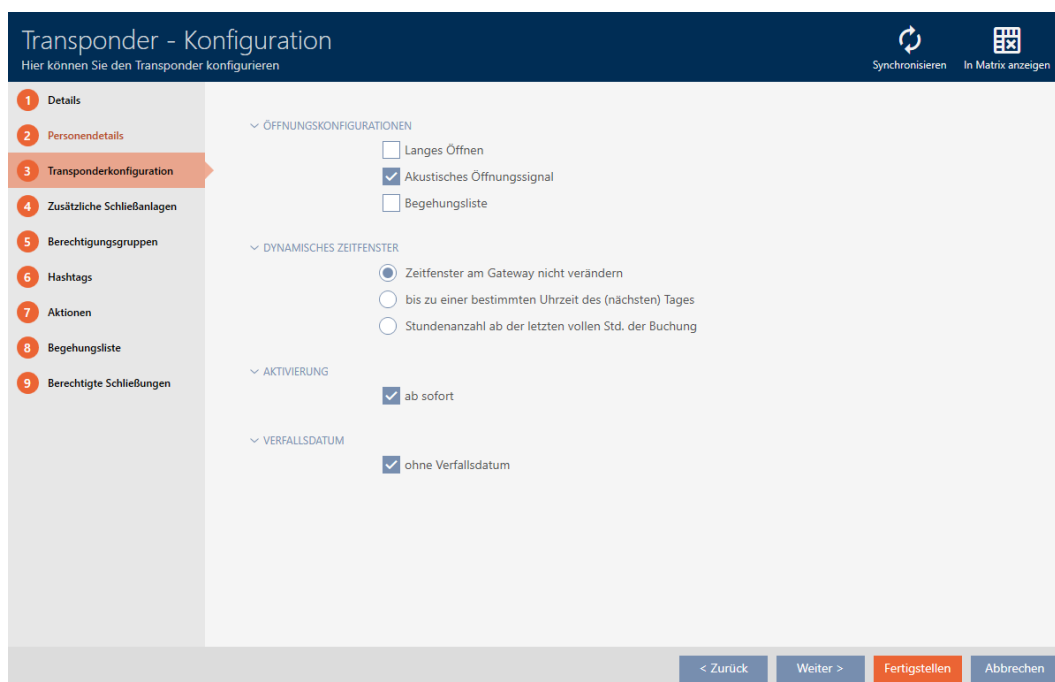 Transponder - Konfiguration
Hier können Sie den Transponder konfigurieren
Synchronisieren
In Matrix anzeigen
1 Details
2 Personendetails
3 Transponderkonfiguration
4 Zusätzliche Schließanlagen
5 Berechtigungsgruppen
6 Hashtags
7 Aktionen
8 Begehungsliste
9 Berechtigte Schließungen
ÖFFNUNGSKONFIGURATIONEN
Langes Öffnen
Akustisches Öffnungssignal
Begehungsliste
DYNAMISCHES ZEITFENSTER
Zeitfenster am Gateway nicht verändern
bis zu einer bestimmten Uhrzeit des (nächsten) Tages
Stundenanzahl ab der letzten vollen Std. der Buchung
AKTIVIERUNG
ab sofort
VERFALLSDATUM
ohne Verfallsdatum
< Zurück
Weiter >
Fertigstellen
Abbrechen